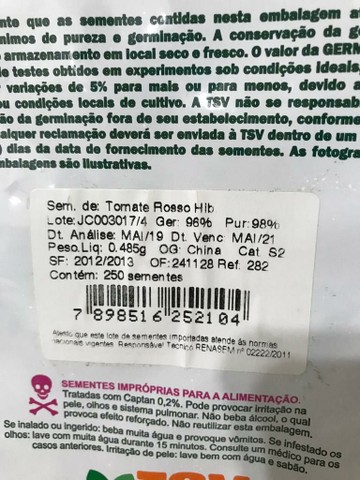 nte que as sementes contidas nesta embalagem
nimos de pureza e germinação. A conservação da ge
armazenamento em local seco e fresco. O valor da GERM
le testes obtidos em experimentos sob condições ideais,
r variações de 5% para mais ou para menos, devido a
ou condições locais de cultivo. A TSV não se responsab
ão da germinação fora de seu estabelecimento, conforme
alquer reclamação deverá ser enviada à TSV dentro de um
) dias da data de fornecimento das sementes. As fotogra
nbalagens são ilustrativas.
Sem. de: Tomate Rosso Hib
Lote:JC003017/4 Ger: 96% Pur:98%
Dt. Análise: MAI/19 Dt. Venc: MAI/21
Peso.Liq: 0.485g OG: China Cat. S2
SF: 2012/2013 OF:241128 Ref. 282
Contém: 250 sementes
7 898516 252104
Atesto que este lote de sementes importadas atende às normas
nacionais vigentes. Responsável Técnico RENASEM nº 02222/2011
SEMENTES IMPRÓPRIAS PARA A ALIMENTAÇÃO.
Tratadas com Captan 0,2%. Pode provocar irritação na
pele, olhos e sistema pulmonar. Não beba álcool, o qual
provoca efeito reforçado. Não reutilizar esta embalagem.
Se inalado ou ingerido: beba muita água e provoque vômitos. Se infestado os
olhos: lave com muita água durante 15 minutos. Consulte um médico para os
casos anteriores. Irritação de pele: lave bem com água e sabão.
TSV